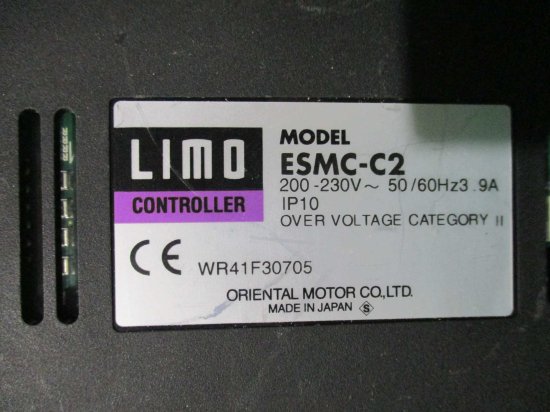 LIMO
CONTROLLER
MODEL
ESMC-C2
200-230V~ 50/60Hz3.9A
IP10
OVER VOLTAGE CATEGORY II
CE WR41F30705
ORIENTAL MOTOR CO.,LTD.
MADE IN JAPAN S